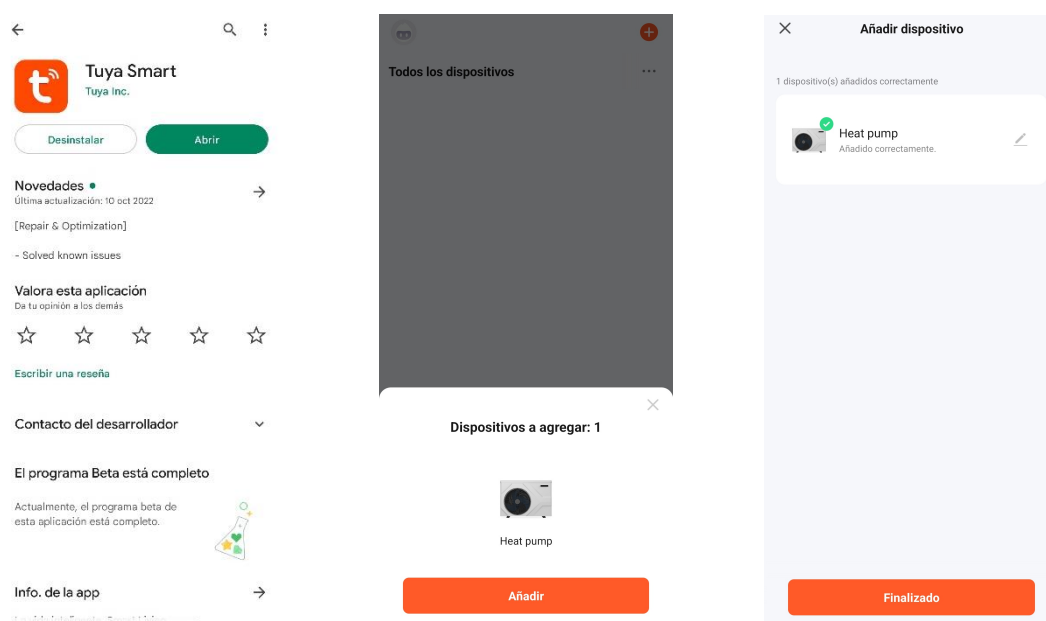 Tuya Smart
Tuya Inc.
Desinstalar
Abrir
Novedades
Última actualización: 10 oct 2022
[Repair & Optimization]
- Solved known issues
Valora esta aplicación
Da tu opinión a los demás
Escribir una reseña
Contacto del desarrollador
El programa Beta está completo
Actualmente, el programa beta de
esta aplicación está completo.
Info. de la app
Todos los dispositivos
Dispositivos a agregar: 1
Heat pump
Añadir
Añadir dispositivo
1 dispositivo(s) añadidos correctamente
Heat pump
Añadido correctamente.
Finalizado